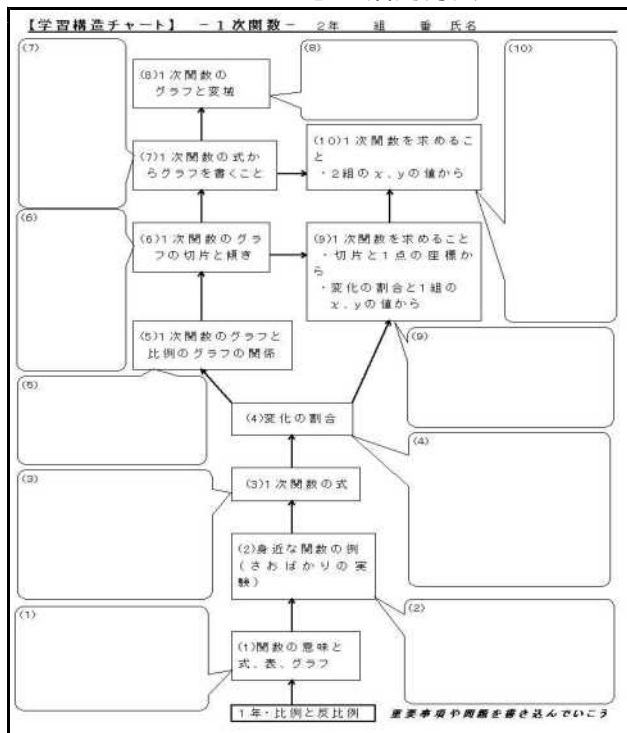 【学習構造チャート】 －１次関数－ 2年 組 番 氏名
(7)
(8)1次関数の
グラフと変域
(8)
(10)
(7)1次関数の式か
らグラフを書くこと
(10)1次関数を求めるこ
と
・2組のx、yの値から
(6)
(6)1次関数のグラ
フの切片と傾き
(9)1次関数を求めること
・切片と1点の座標か
ら
・変化の割合と1組の
x、yの値から
(5)1次関数のグラフと
比例のグラフの関係
(9)
(5)
(4)変化の割合
(4)
(3)
(3)1次関数の式
(2)身近な関数の例
(さおばかりの実
験)
(2)
(1)
(1)関数の意味と
式、表、グラフ
1年・比例と反比例
重要事項や問題を書き込んでいこう